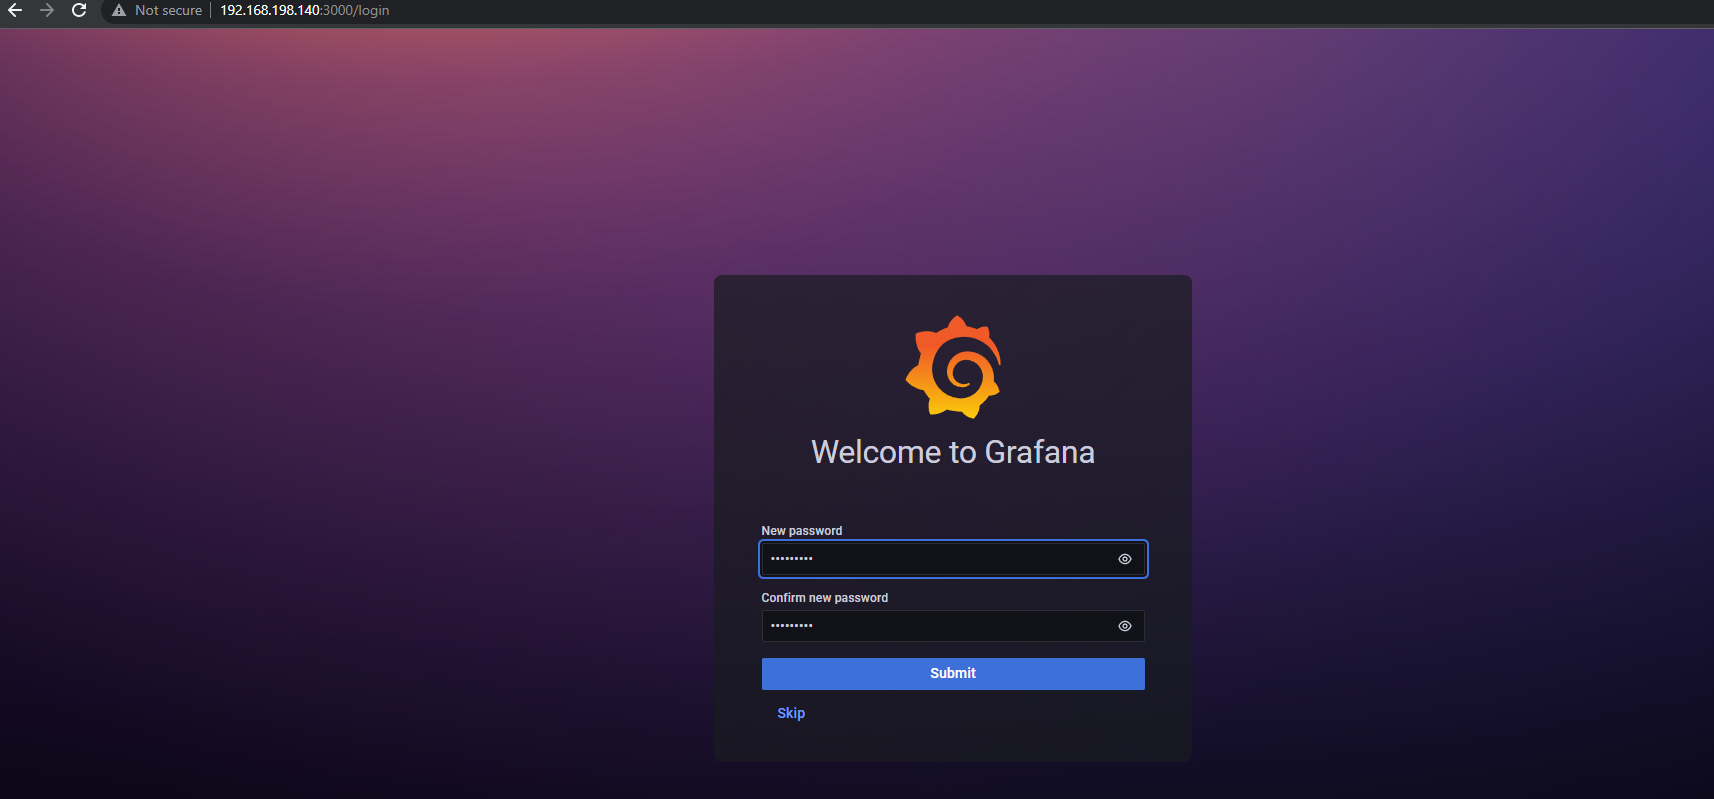 Not secure | 192.168.198.140:3000/login
Welcome to Grafana
New password
•••••••••
Confirm new password
•••••••••
Submit
Skip